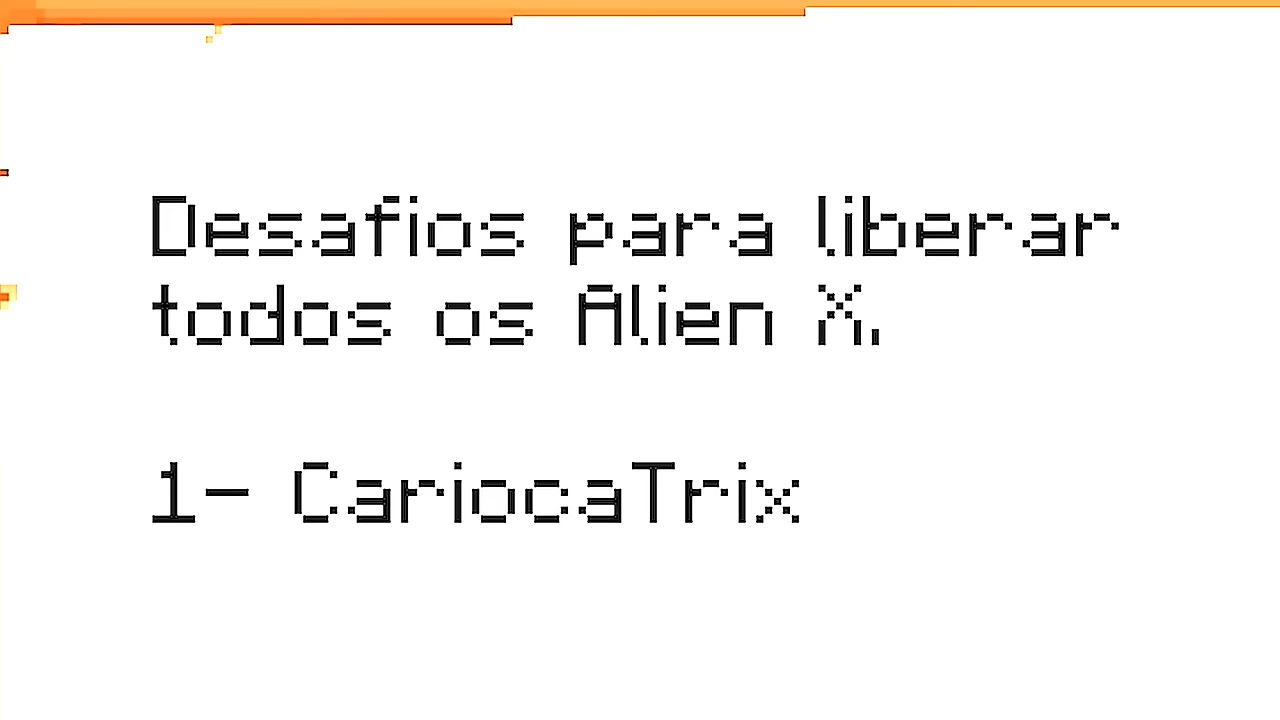 Desafios para liberar
todos os Alien X.
1- CariocaTrix